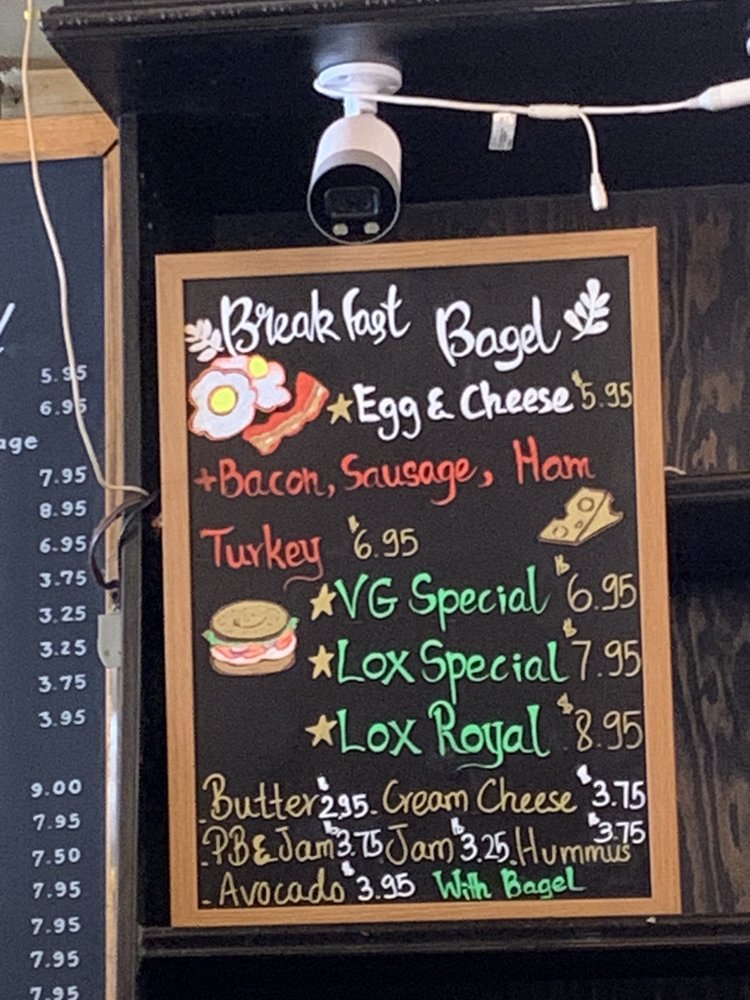 Breakfast Bagel
Egg & Cheese $5.95
+Bacon, Sausage, Ham
Turkey $6.95
VG Special $6.95
Lox Special $7.95
Lox Royal $8.95
.Butter $2.95. Cream Cheese $3.75
.PB & Jam $3.75 Jam $3.25. Hummus $3.75
.Avocado $3.95 With Bagel
5.95
6.95
age
7.95
8.95
6.95
3.75
3.25
3.25
3.75
3.95
9.00
7.95
7.50
7.95
7.95
7.95
7.95